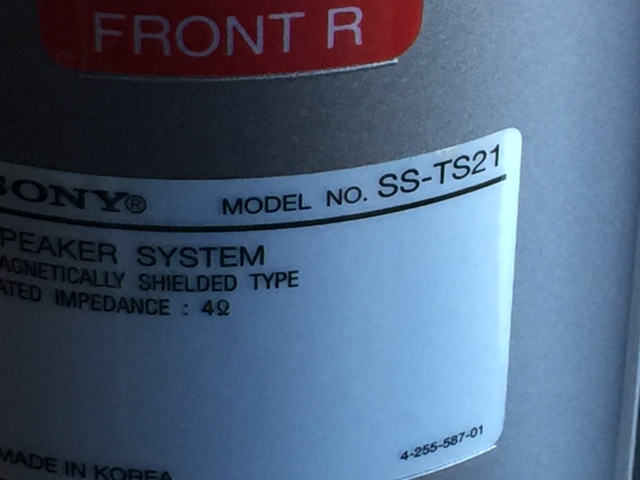 FRONT R
SONY® MODEL NO. SS-TS21
PEAKER SYSTEM
AGNETICALLY SHIELDED TYPE
ATED IMPEDANCE : 4Ω
4-255-587-01
MADE IN KOREA